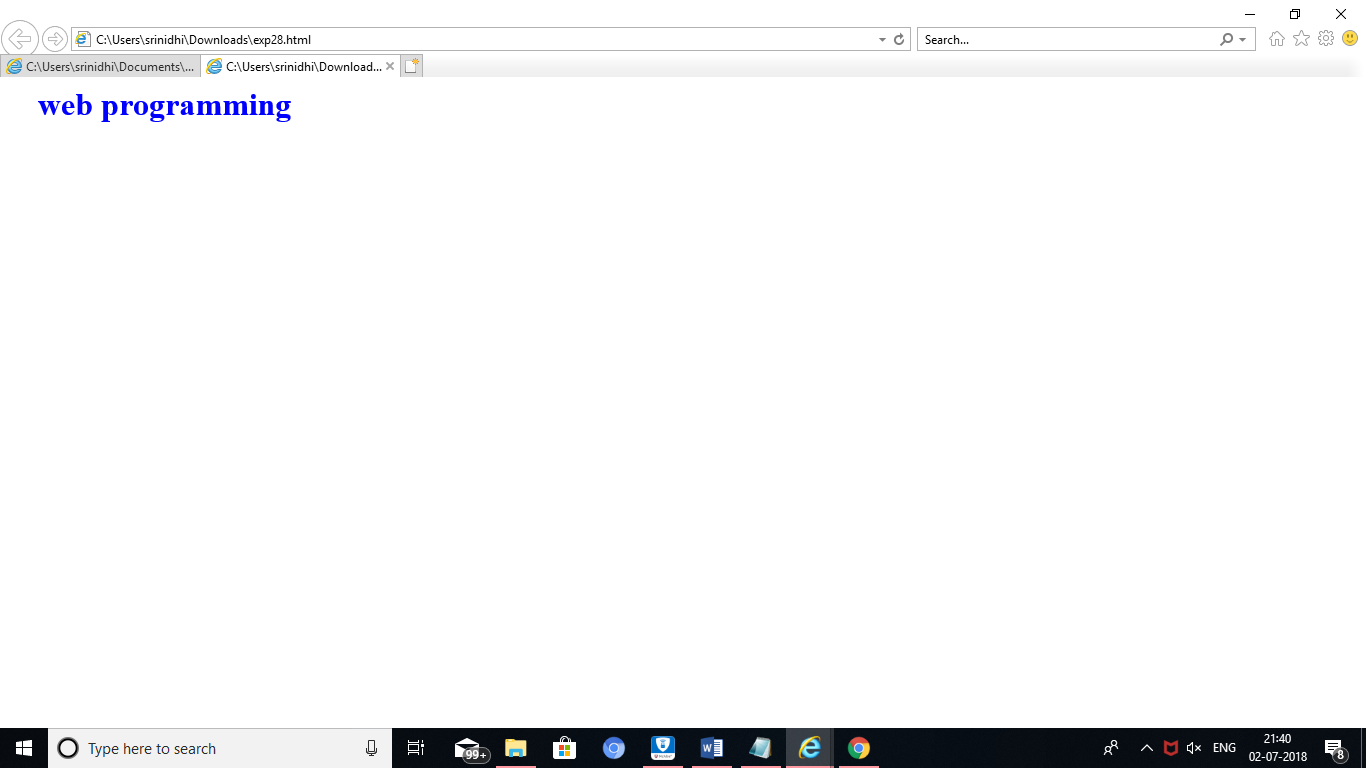 C:\Users\srinidhi\Downloads\exp28.html
Search...
C:\Users\srinidhi\Documents\...
C:\Users\srinidhi\Download...
web programming
Type here to search
99+
ENG
21:40
02-07-2018
8